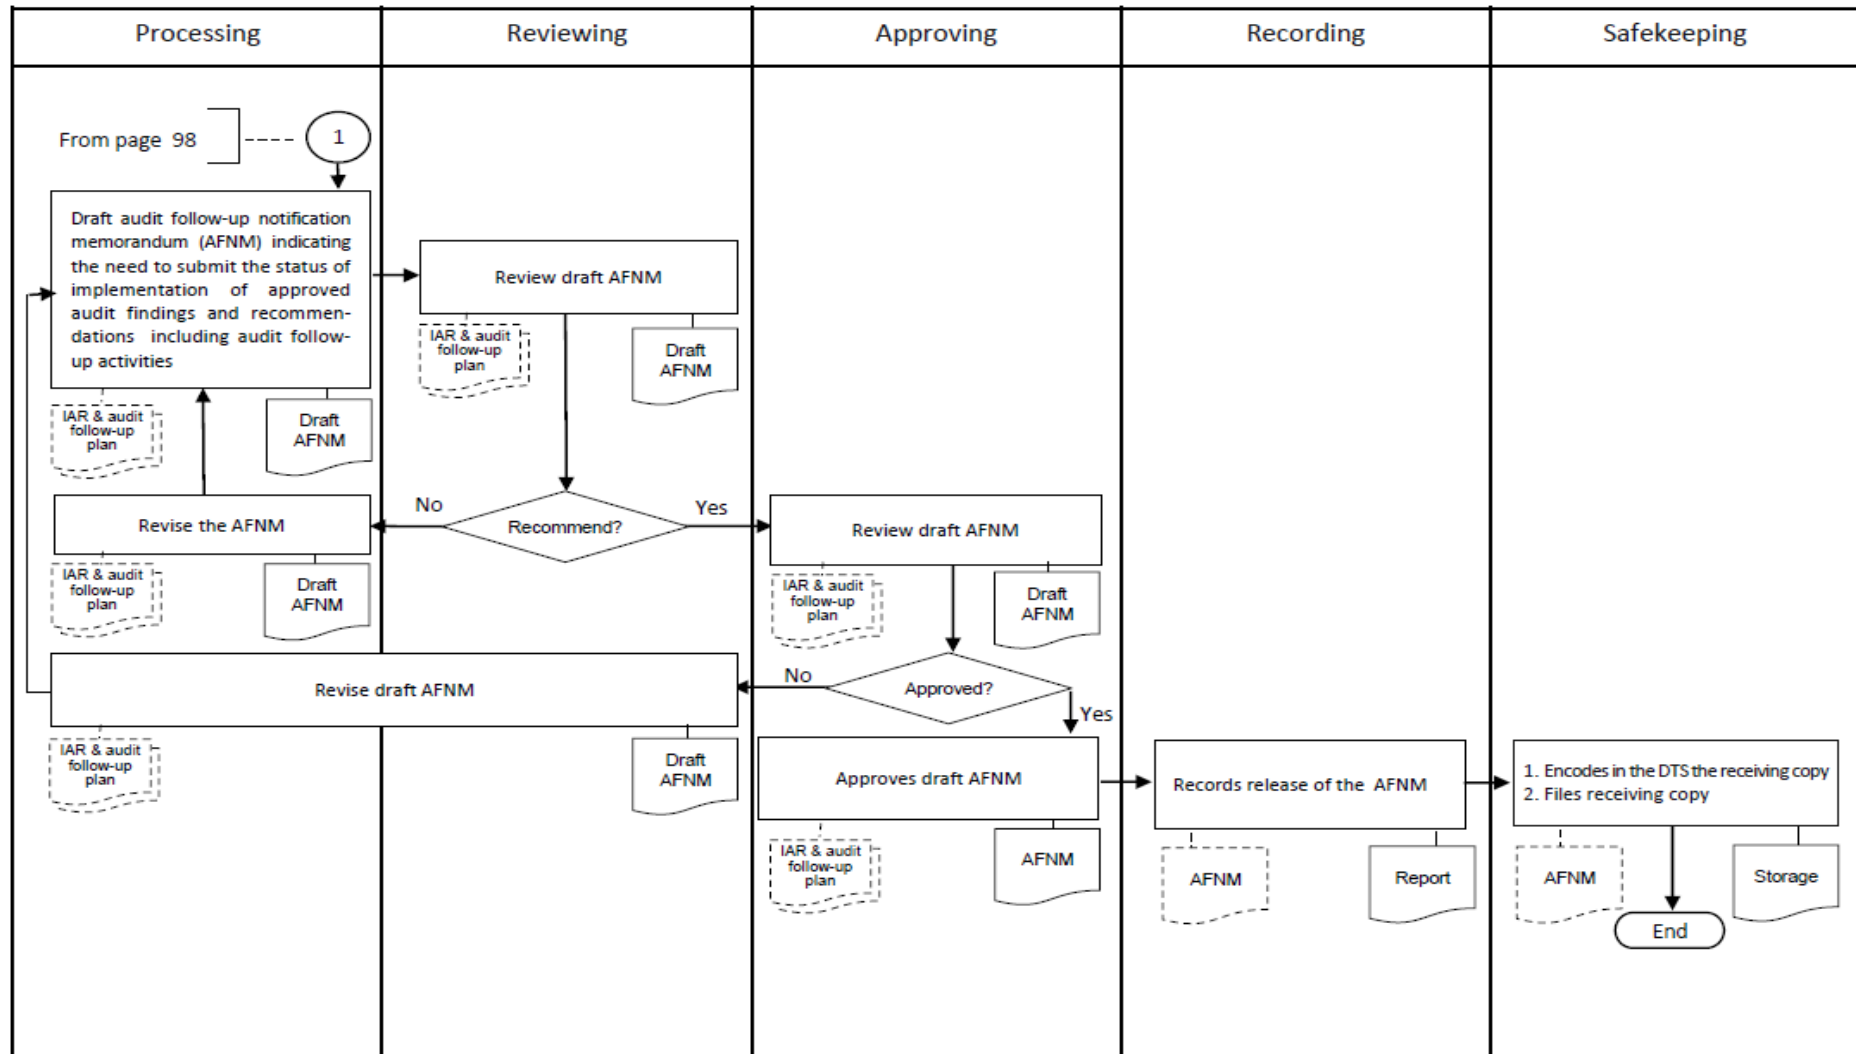 Processing
Reviewing
Approving
Recording
Safekeeping
From page 98
1
Draft audit follow-up notification
memorandum (AFNM) indicating
the need to submit the status of
implementation of approved
audit findings and recommen-
dations including audit follow-
up activities
IAR & audit
follow-up
plan
Draft
AFNM
Review draft AFNM
IAR & audit
follow-up
plan
Draft
AFNM
Revise the AFNM
No
Recommend?
Yes
Review draft AFNM
IAR & audit
follow-up
plan
Draft
AFNM
IAR & audit
follow-up
plan
Draft
AFNM
Revise draft AFNM
No
Approved?
Yes
IAR & audit
follow-up
plan
Draft
AFNM
Approves draft AFNM
IAR & audit
follow-up
plan
AFNM
Records release of the AFNM
AFNM
Report
1. Encodes in the DTS the receiving copy
2. Files receiving copy
AFNM
Storage
End